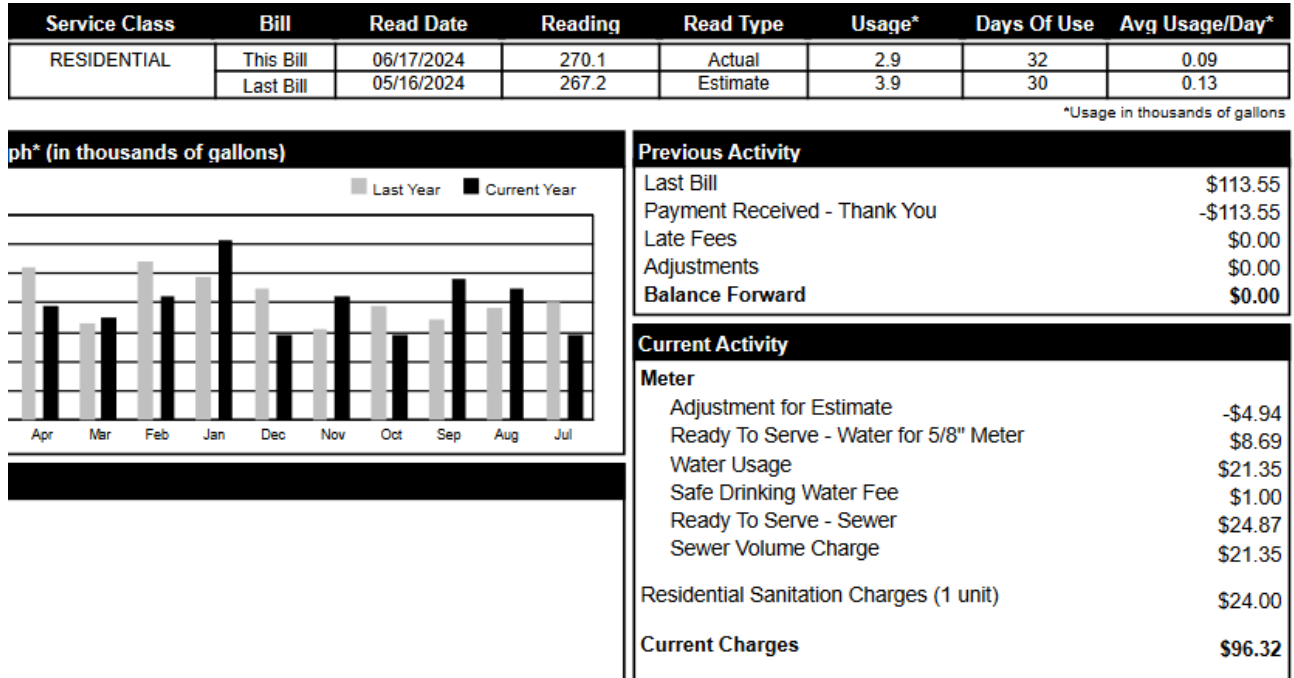 Service Class Bill Read Date Reading Read Type Usage* Days Of Use Avg Usage/Day*
RESIDENTIAL This Bill 06/17/2024 270.1 Actual 2.9 32 0.09
Last Bill 05/16/2024 267.2 Estimate 3.9 30 0.13
*Usage in thousands of gallons
ph* (in thousands of gallons)
Last Year Current Year
Apr Mar Feb Jan Dec Nov Oct Sep Aug Jul
Previous Activity
Last Bill $113.55
Payment Received - Thank You -$113.55
Late Fees $0.00
Adjustments $0.00
Balance Forward $0.00
Current Activity
Meter
Adjustment for Estimate -$4.94
Ready To Serve - Water for 5/8" Meter $8.69
Water Usage $21.35
Safe Drinking Water Fee $1.00
Ready To Serve - Sewer $24.87
Sewer Volume Charge $21.35
Residential Sanitation Charges (1 unit) $24.00
Current Charges $96.32